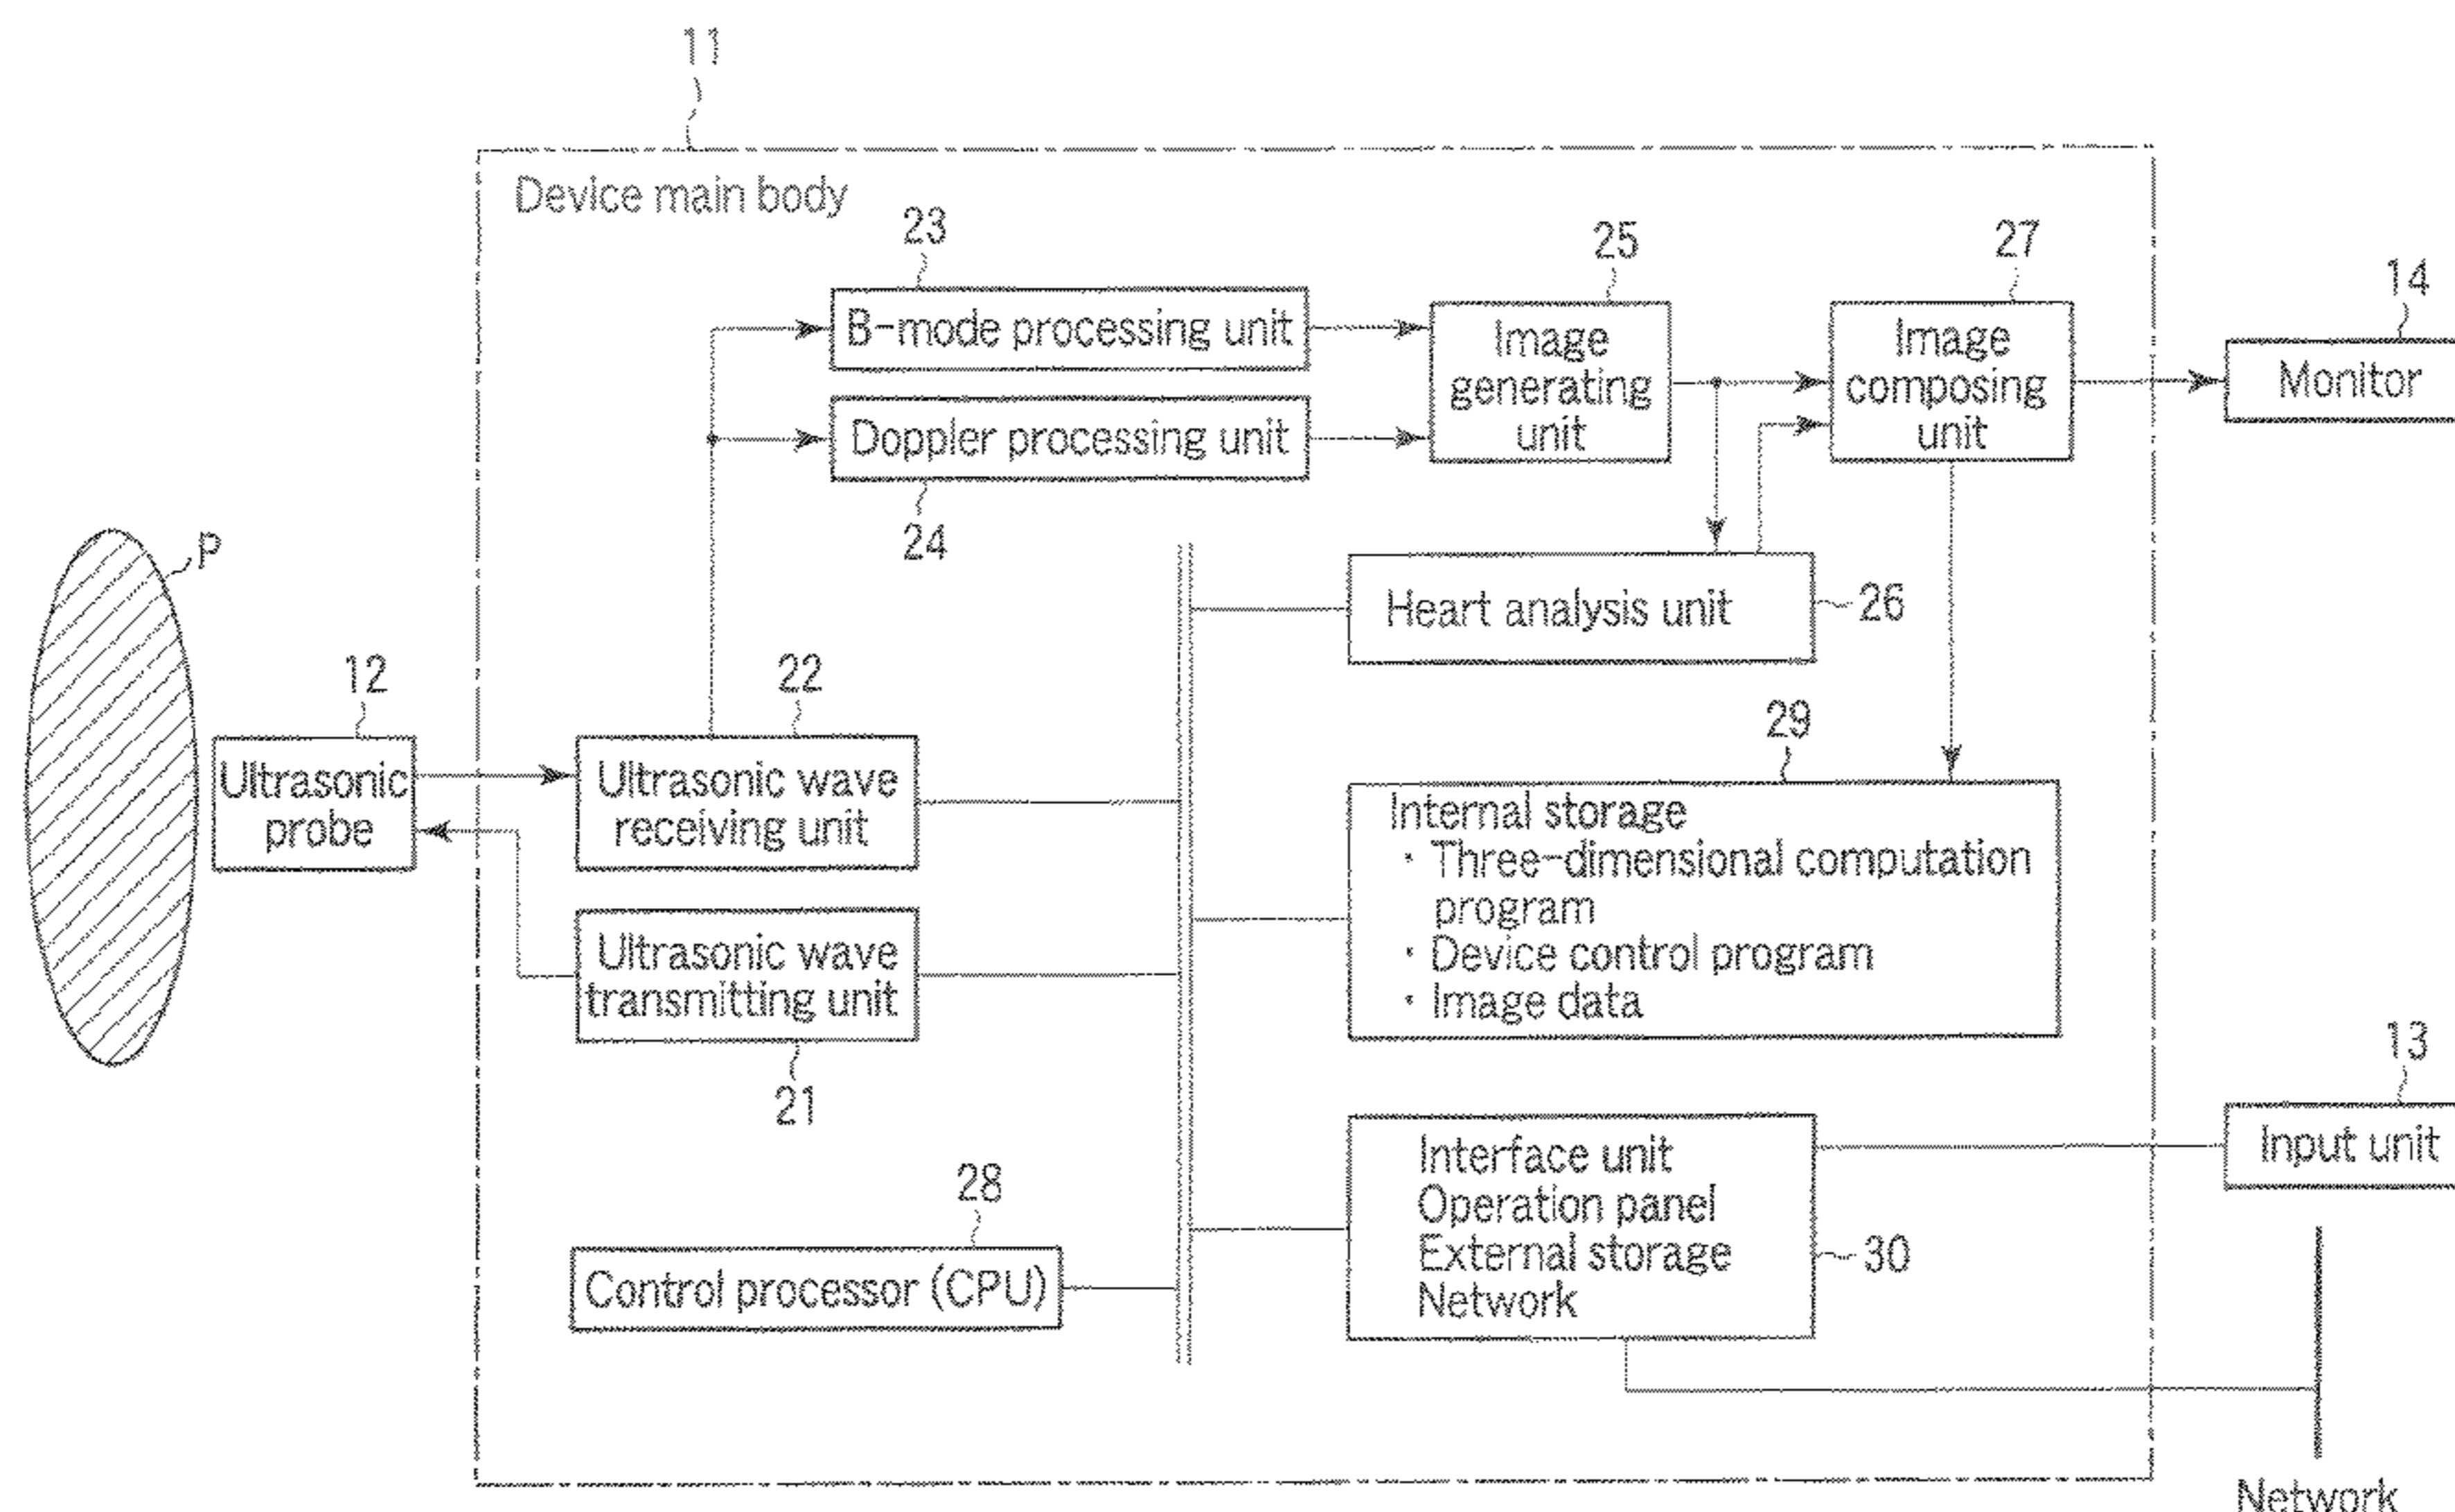 11
Device main body
23
B-mode processing unit
Doppler processing unit
24
25
Image
generating
unit
27
Image
composing
unit
14
Monitor
P
Heart analysis unit
26
12
Ultrasonic
probe
22
Ultrasonic wave
receiving unit
Ultrasonic wave
transmitting unit
21
29
Internal storage
・Three-dimensional computation
program
・Device control program
・Image data
13
Input unit
28
Control processor (CPU)
Interface unit
Operation panel
External storage
Network
30
Network